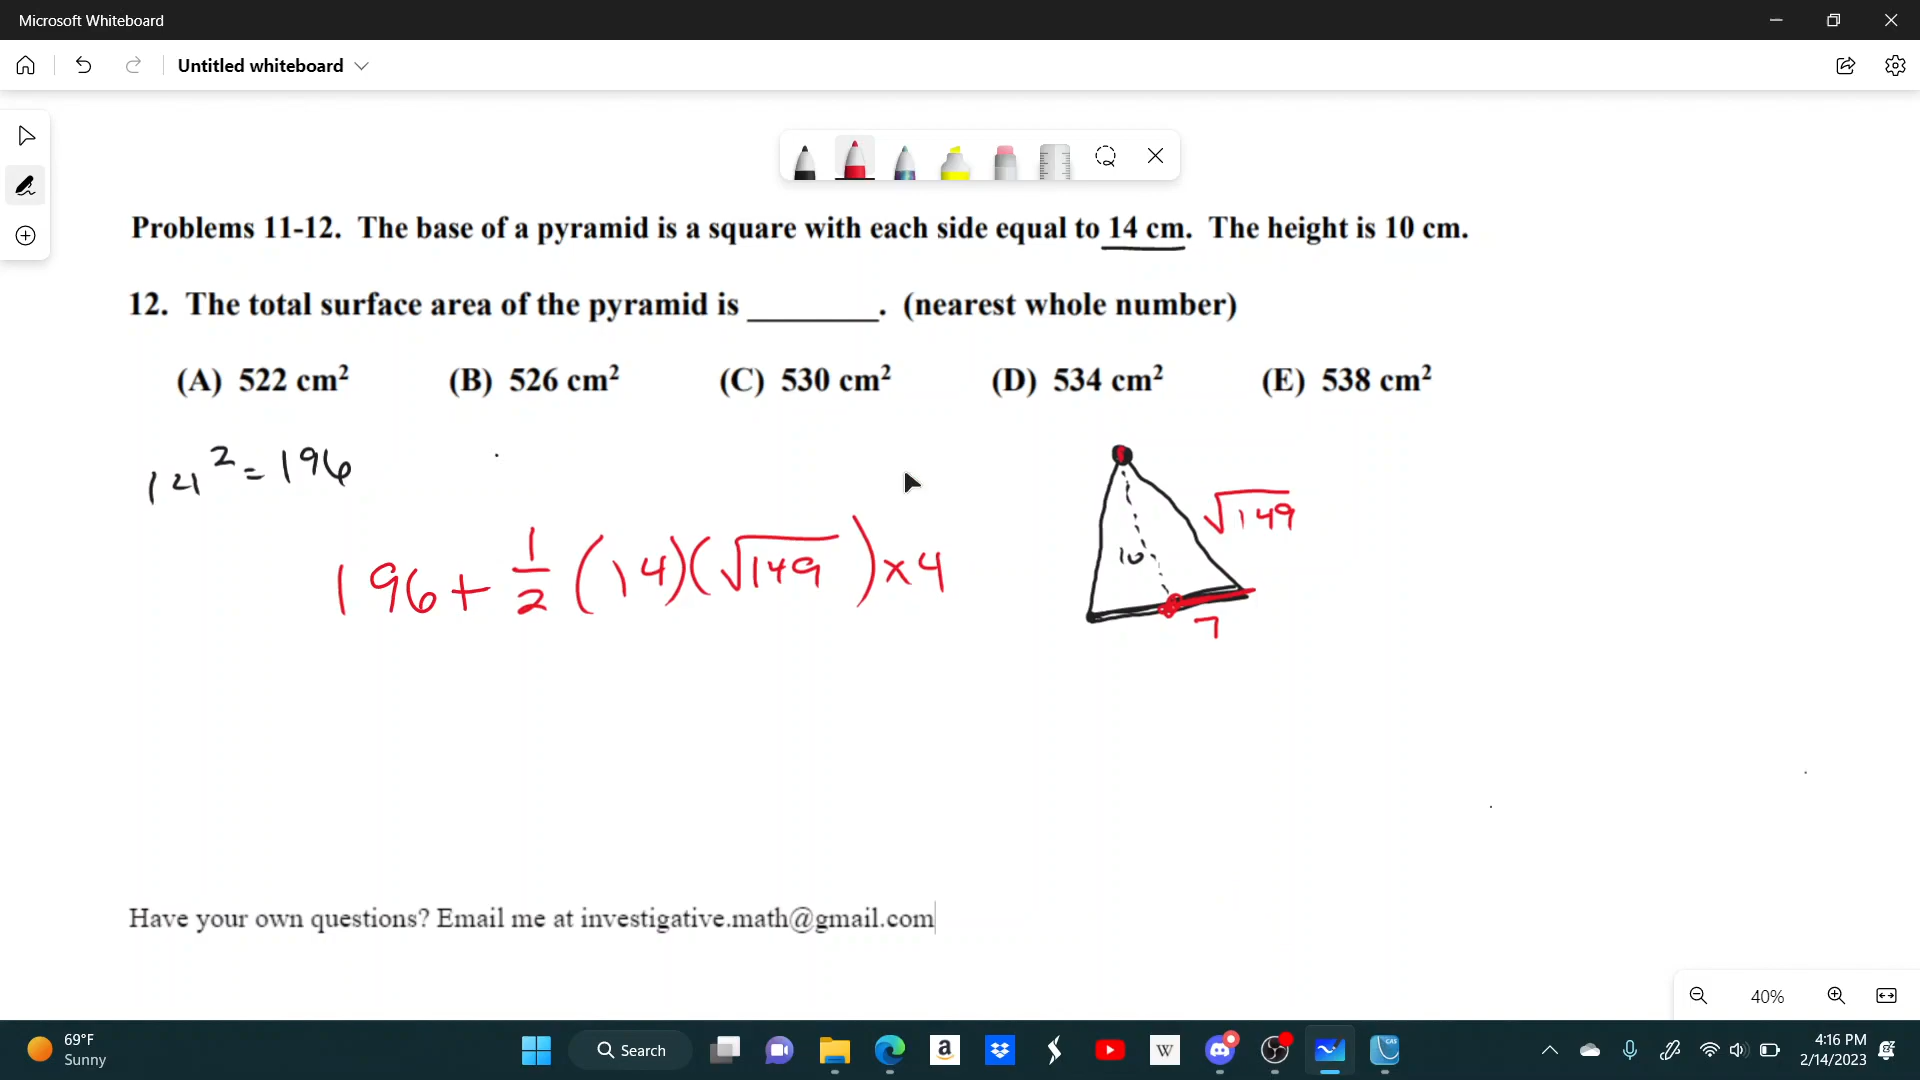 Microsoft Whiteboard
Untitled whiteboard
Problems 11-12. The base of a pyramid is a square with each side equal to 14 cm. The height is 10 cm.
12. The total surface area of the pyramid is ________. (nearest whole number)
(A) 522 cm² (B) 526 cm² (C) 530 cm² (D) 534 cm² (E) 538 cm²
14² = 196
196 + 1/2 (14)(√149) × 4
√149
10
7
Have your own questions? Email me at investigative.math@gmail.com
40%
69°F
Sunny
Search
a
W
CAS
4:16 PM
2/14/2023